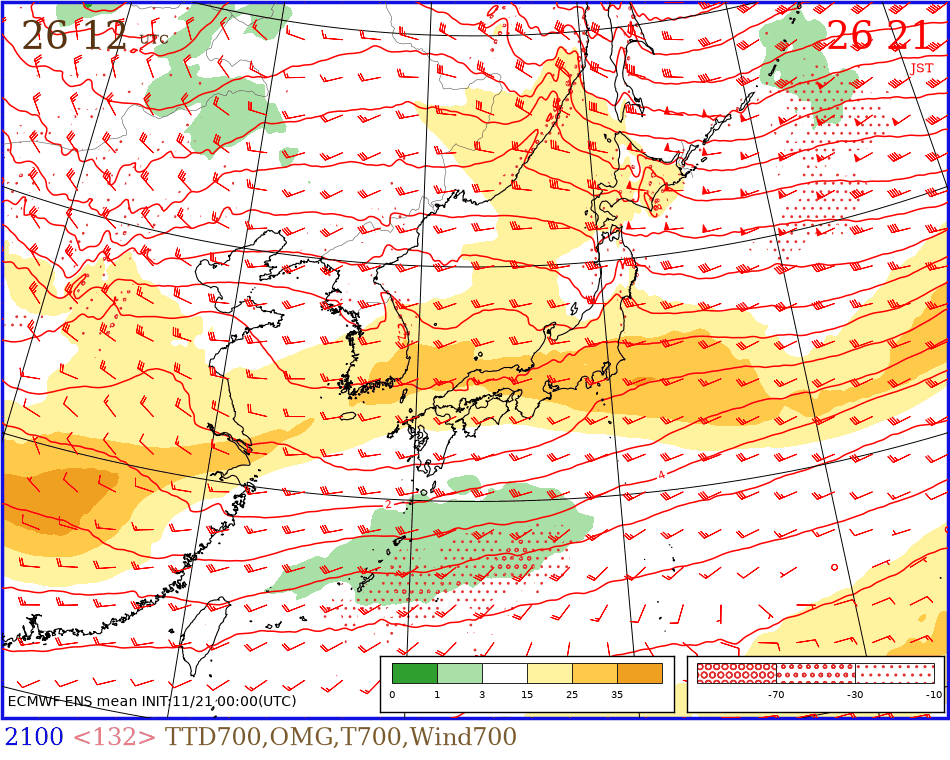 26 12 UTC
26 21
JST
-2
4
2
0 1 3 15 25 35
-70 -30 -10
ECMWF ENS mean INIT:11/21 00:00(UTC)
2100 <132> TTD700,OMG,T700,Wind700